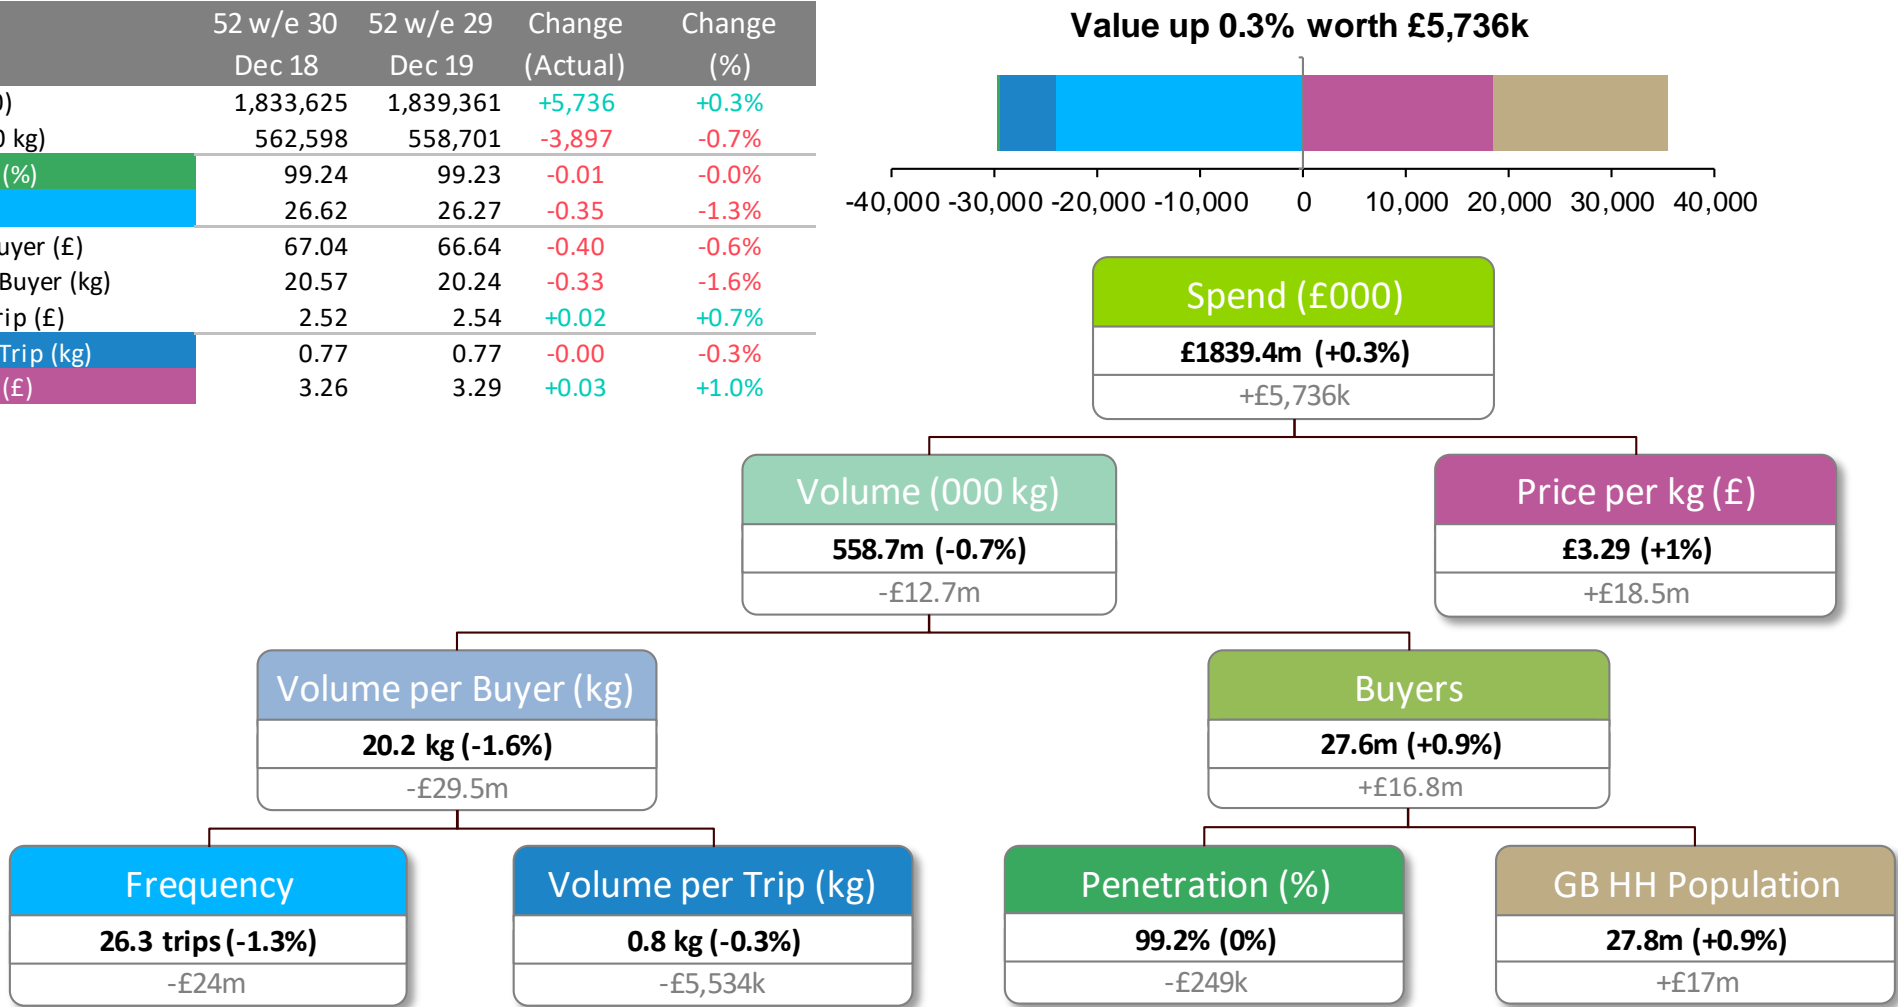 52 w/e 30 52 w/e 29 Change Change
Dec 18 Dec 19 (Actual) (%)
0) 1,833,625 1,839,361 +5,736 +0.3%
0 kg) 562,598 558,701 -3,897 -0.7%
(%) 99.24 99.23 -0.01 -0.0%
26.62 26.27 -0.35 -1.3%
uyer (£) 67.04 66.64 -0.40 -0.6%
Buyer (kg) 20.57 20.24 -0.33 -1.6%
rip (£) 2.52 2.54 +0.02 +0.7%
Trip (kg) 0.77 0.77 -0.00 -0.3%
(£) 3.26 3.29 +0.03 +1.0%
Value up 0.3% worth £5,736k
-40,000 -30,000 -20,000 -10,000 0 10,000 20,000 30,000 40,000
Spend (£000)
£1839.4m (+0.3%)
+£5,736k
Volume (000 kg)
558.7m (-0.7%)
-£12.7m
Price per kg (£)
£3.29 (+1%)
+£18.5m
Volume per Buyer (kg)
20.2 kg (-1.6%)
-£29.5m
Buyers
27.6m (+0.9%)
+£16.8m
Frequency
26.3 trips (-1.3%)
-£24m
Volume per Trip (kg)
0.8 kg (-0.3%)
-£5,534k
Penetration (%)
99.2% (0%)
-£249k
GB HH Population
27.8m (+0.9%)
+£17m